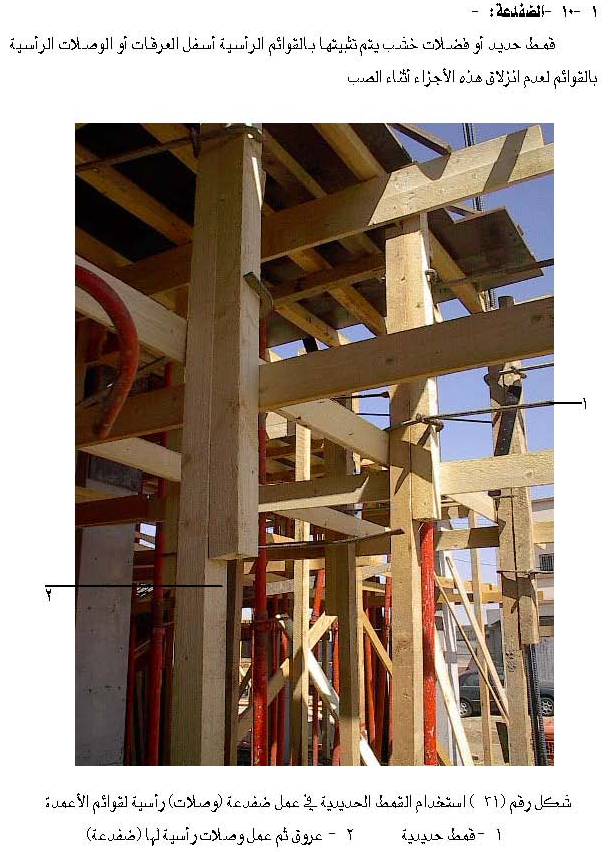 ١ -١٠ -الضفدعة: -
قمط حديد أو فضلات خشب يتم تثبيتها بالقوائم الرأسية أسفل العرقات أو الوصلات الرأسية
بالقوائم لعدم انزلاق هذه الأجزاء أثناء الصب
١
٢
شكل رقم (٢١ ) استخدام القمط الحديدية في عمل ضفدعة (وصلات) رأسية لقوائم الأعمدة
١ -قمط حديدية ٢ - عروق ثم عمل وصلات رأسية لها (ضفدعة)